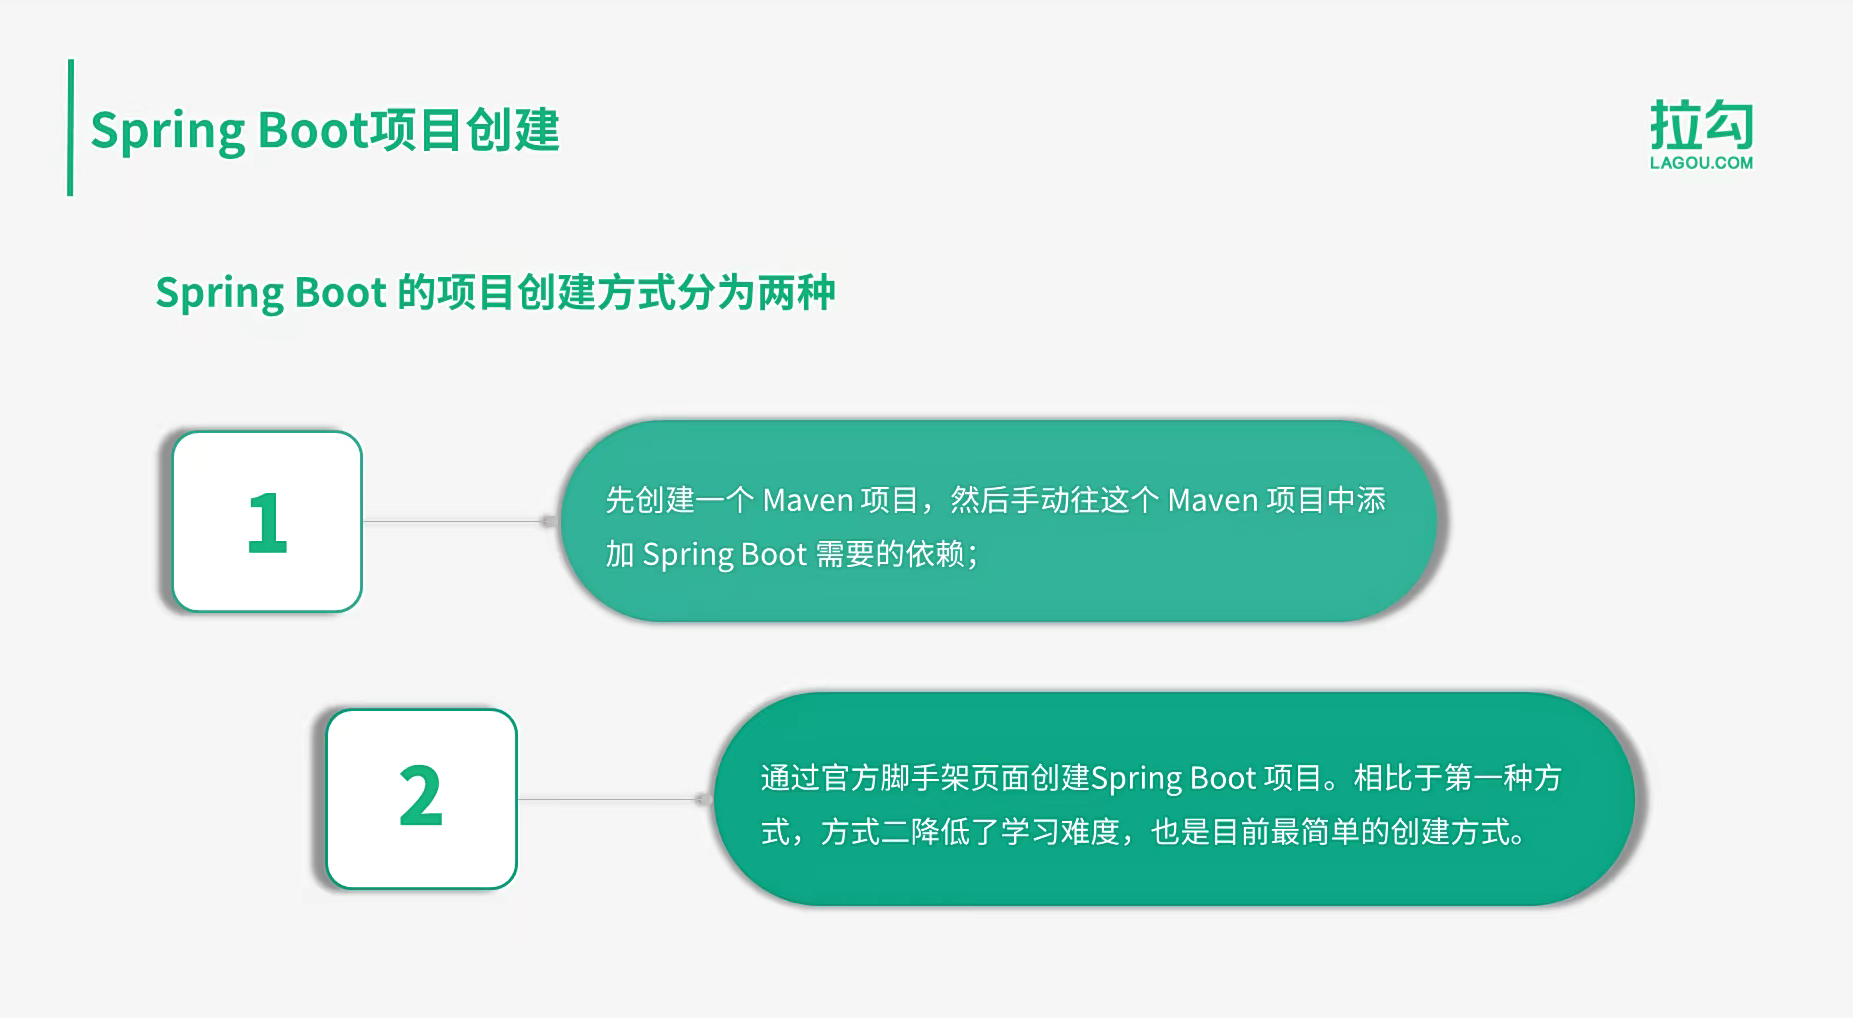 Spring Boot项目创建
拉勾
LAGOU.COM
Spring Boot 的项目创建方式分为两种
1
先创建一个 Maven 项目，然后手动往这个 Maven 项目中添
加 Spring Boot 需要的依赖；
2
通过官方脚手架页面创建Spring Boot 项目。相比于第一种方
式，方式二降低了学习难度，也是目前最简单的创建方式。